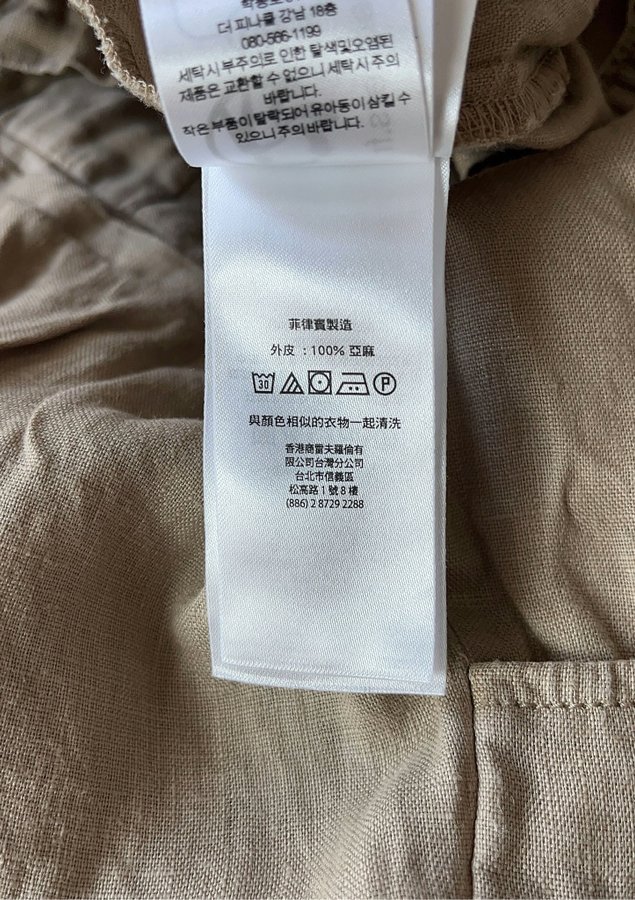 더 피나클 강남 18층
080-566-1199
세탁시 부주의로 인한 탈색및오염된
제품은 교환할 수 없으니 세탁시 주의
바랍니다.
작은 부품이 탈락되어 유아동이 삼킬 수
있으니 주의 바랍니다.
菲律賓製造
外皮 : 100% 亞麻
30 P
與顏色相似的衣物一起清洗
香港商雷夫羅倫有
限公司台灣分公司
台北市信義區
松高路 1 號 8 樓
(886) 2 8729 2288